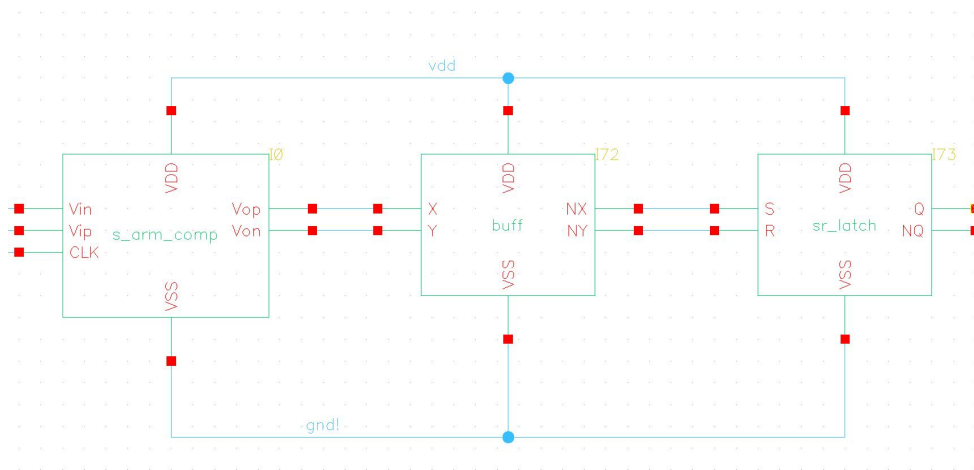 vdd
I0
I72
I73
VDD
VDD
VDD
Vin
Vop
X
NX
S
Q
Vip
Von
Y
NY
R
NQ
CLK
s_arm_comp
buff
sr_latch
VSS
VSS
VSS
gnd!